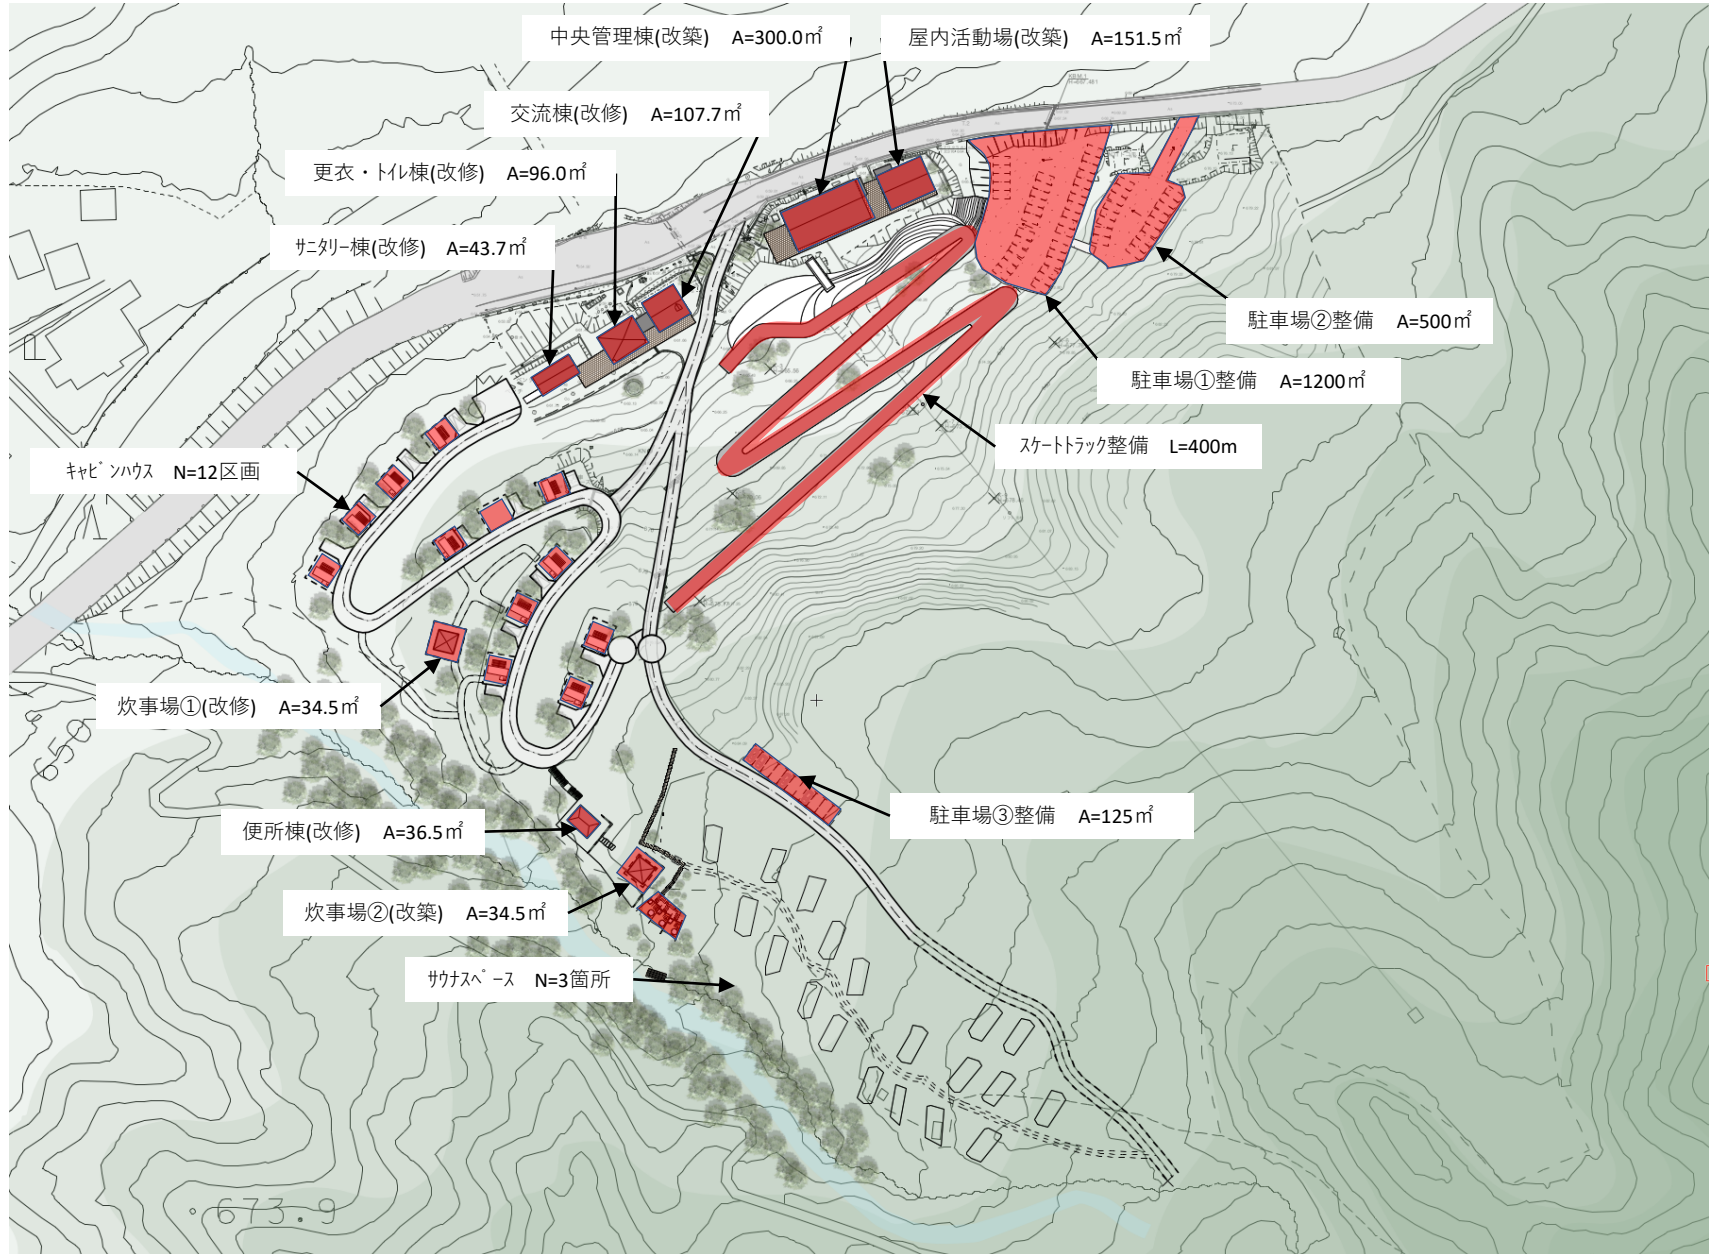 中央管理棟(改築) A=300.0㎡
屋内活動場(改築) A=151.5㎡
交流棟(改修) A=107.7㎡
更衣・ﾄｲﾚ棟(改修) A=96.0㎡
ｻﾆﾀﾘｰ棟(改修) A=43.7㎡
駐車場②整備 A=500㎡
駐車場①整備 A=1200㎡
ｽｹｰﾄﾄﾗｯｸ整備 L=400m
ｷｬﾋﾞﾝﾊｳｽ N=12区画
炊事場①(改修) A=34.5㎡
駐車場③整備 A=125㎡
便所棟(改修) A=36.5㎡
炊事場②(改築) A=34.5㎡
ｻｳﾅｽﾍﾟｰｽ N=3箇所
650
673.9